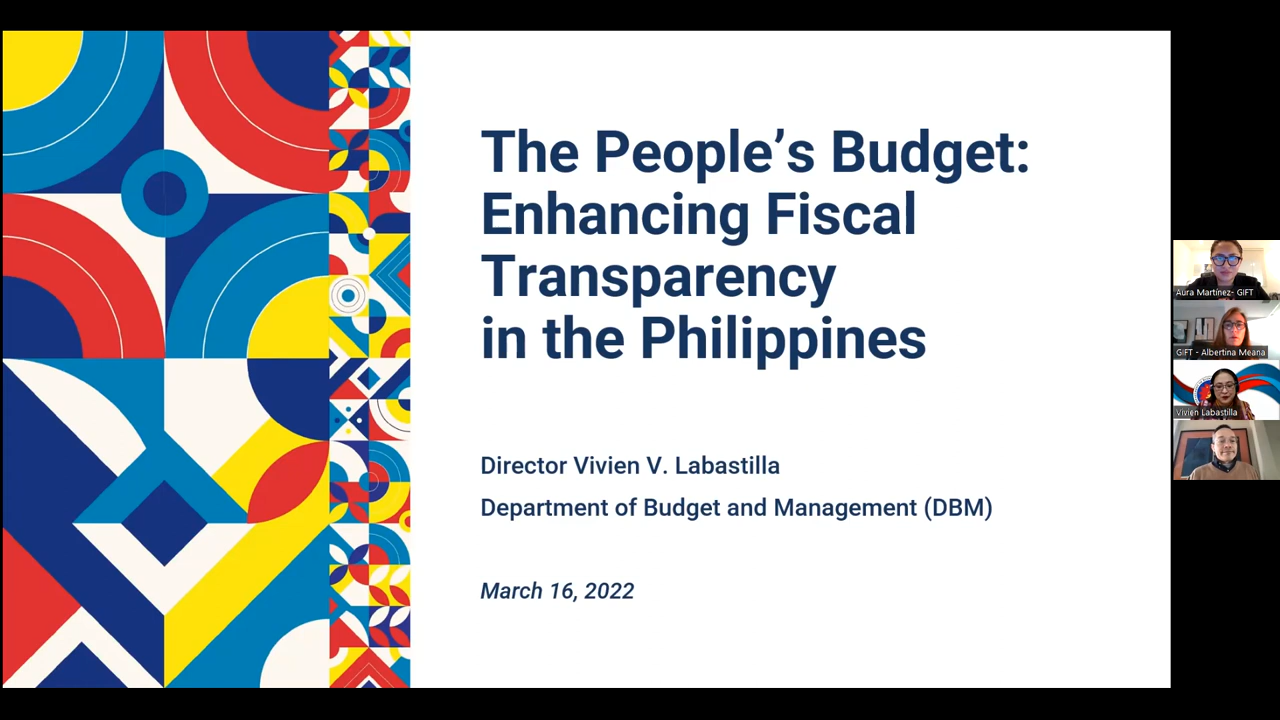 The People’s Budget:
Enhancing Fiscal
Transparency
in the Philippines
Director Vivien V. Labastilla
Department of Budget and Management (DBM)
March 16, 2022
Aura Martínez- GIFT
GIFT - Albertina Meana
Vivien Labastilla